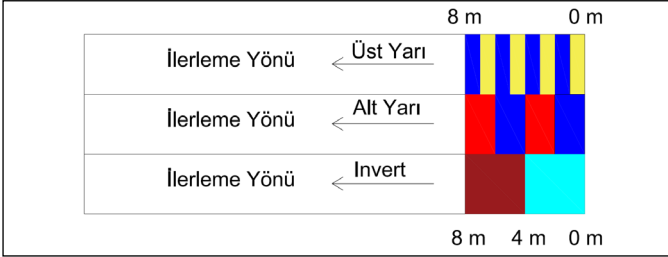 8 m 0 m
İlerleme Yönü Üst Yarı
İlerleme Yönü Alt Yarı
İlerleme Yönü Invert
8 m 4 m 0 m